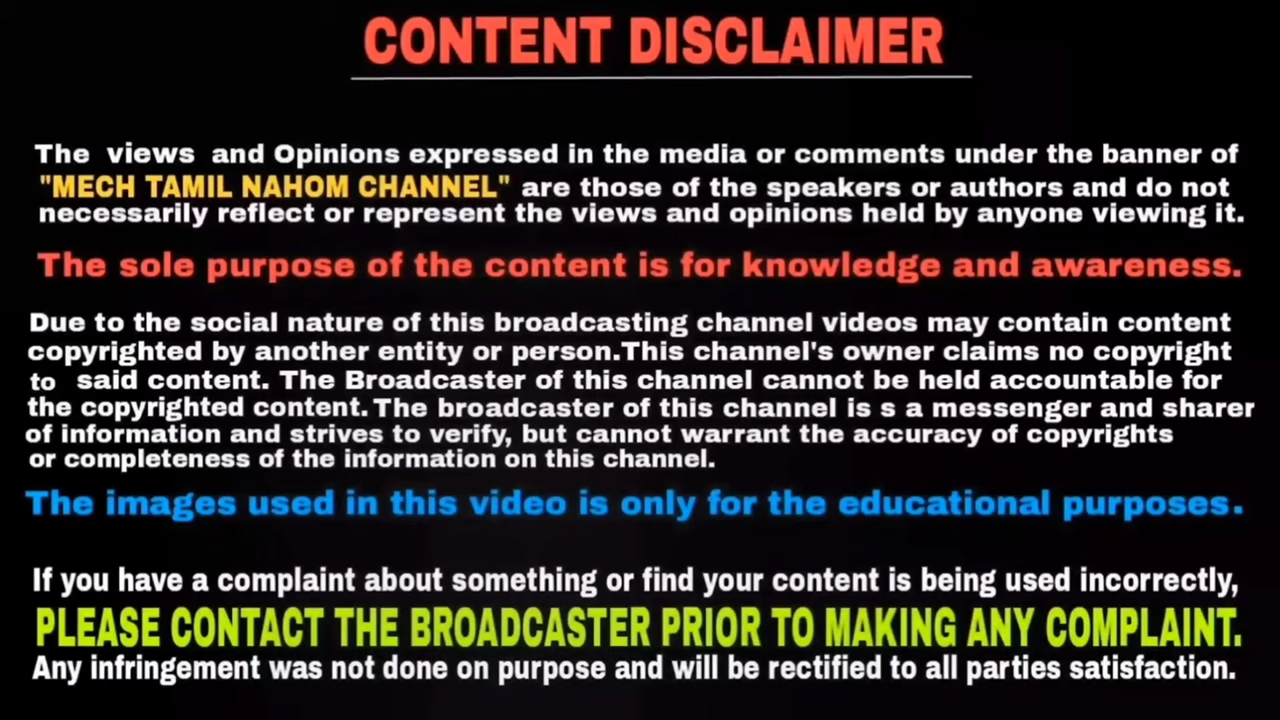 CONTENT DISCLAIMER
The views and Opinions expressed in the media or comments under the banner of
"MECH TAMIL NAHOM CHANNEL" are those of the speakers or authors and do not
necessarily reflect or represent the views and opinions held by anyone viewing it.
The sole purpose of the content is for knowledge and awareness.
Due to the social nature of this broadcasting channel videos may contain content
copyrighted by another entity or person.This channel's owner claims no copyright
to said content. The Broadcaster of this channel cannot be held accountable for
the copyrighted content. The broadcaster of this channel is s a messenger and sharer
of information and strives to verify, but cannot warrant the accuracy of copyrights
or completeness of the information on this channel.
The images used in this video is only for the educational purposes.
If you have a complaint about something or find your content is being used incorrectly,
PLEASE CONTACT THE BROADCASTER PRIOR TO MAKING ANY COMPLAINT.
Any infringement was not done on purpose and will be rectified to all parties satisfaction.